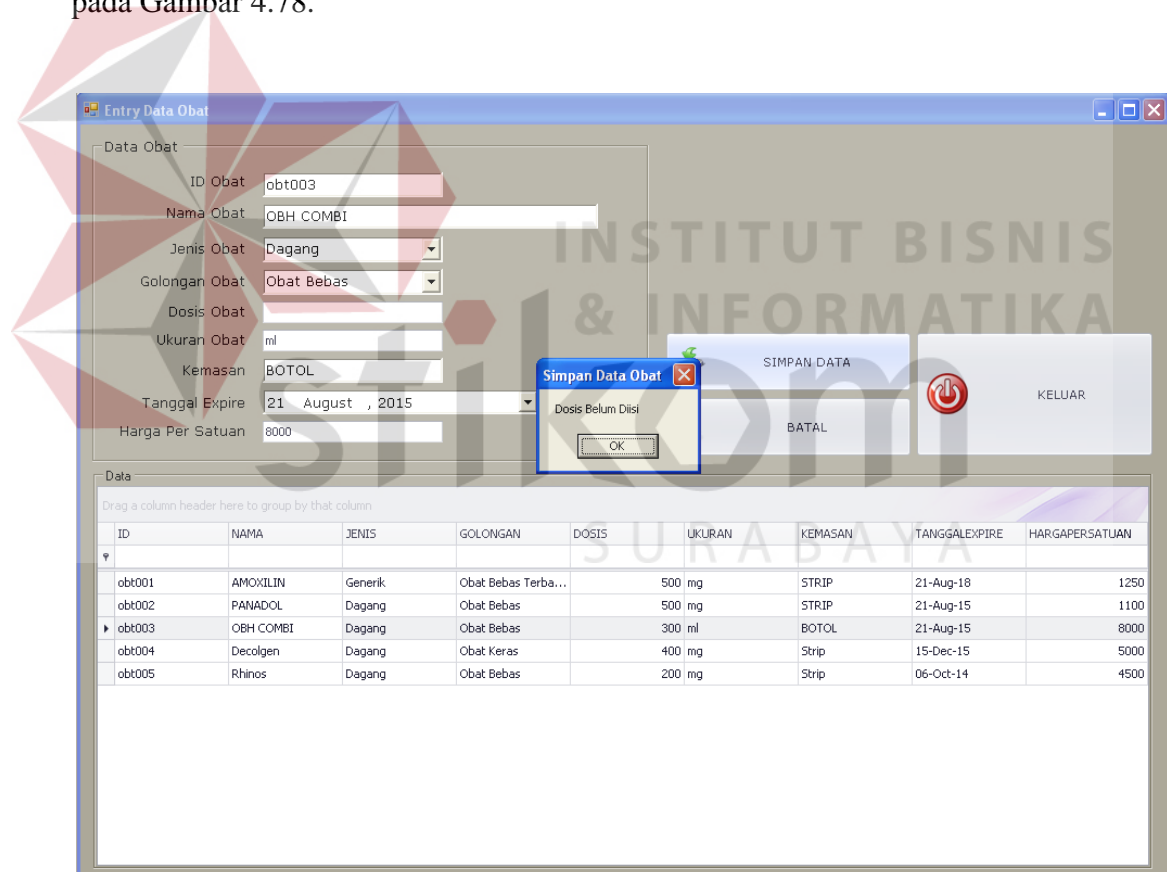 pada Gambar 4.78.
Entry Data Obat
Data Obat
ID Obat obt003
Nama Obat OBH COMBI
Jenis Obat Dagang
Golongan Obat Obat Bebas
Dosis Obat
Ukuran Obat ml
Kemasan BOTOL
Tanggal Expire 21 August , 2015
Harga Per Satuan 8000
INSTITUT BISNIS
& INFORMATIKA
stikom
SURABAYA
SIMPAN DATA
BATAL
KELUAR
Simpan Data Obat
Dosis Belum Diisi
OK
Data
Drag a column header here to group by that column
ID NAMA JENIS GOLONGAN DOSIS UKURAN KEMASAN TANGGALEXPIRE HARGAPERSATUAN
obt001 AMOXILIN Generik Obat Bebas Terba... 500 mg STRIP 21-Aug-18 1250
obt002 PANADOL Dagang Obat Bebas 500 mg STRIP 21-Aug-15 1100
obt003 OBH COMBI Dagang Obat Bebas 300 ml BOTOL 21-Aug-15 8000
obt004 Decolgen Dagang Obat Keras 400 mg Strip 15-Dec-15 5000
obt005 Rhinos Dagang Obat Bebas 200 mg Strip 06-Oct-14 4500